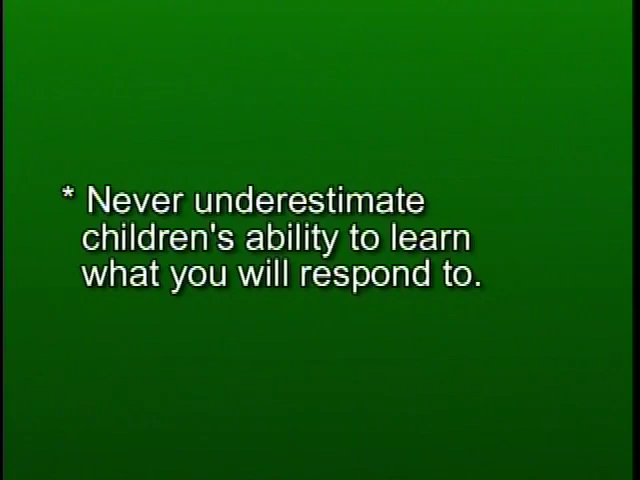 * Never underestimate
children's ability to learn
what you will respond to.